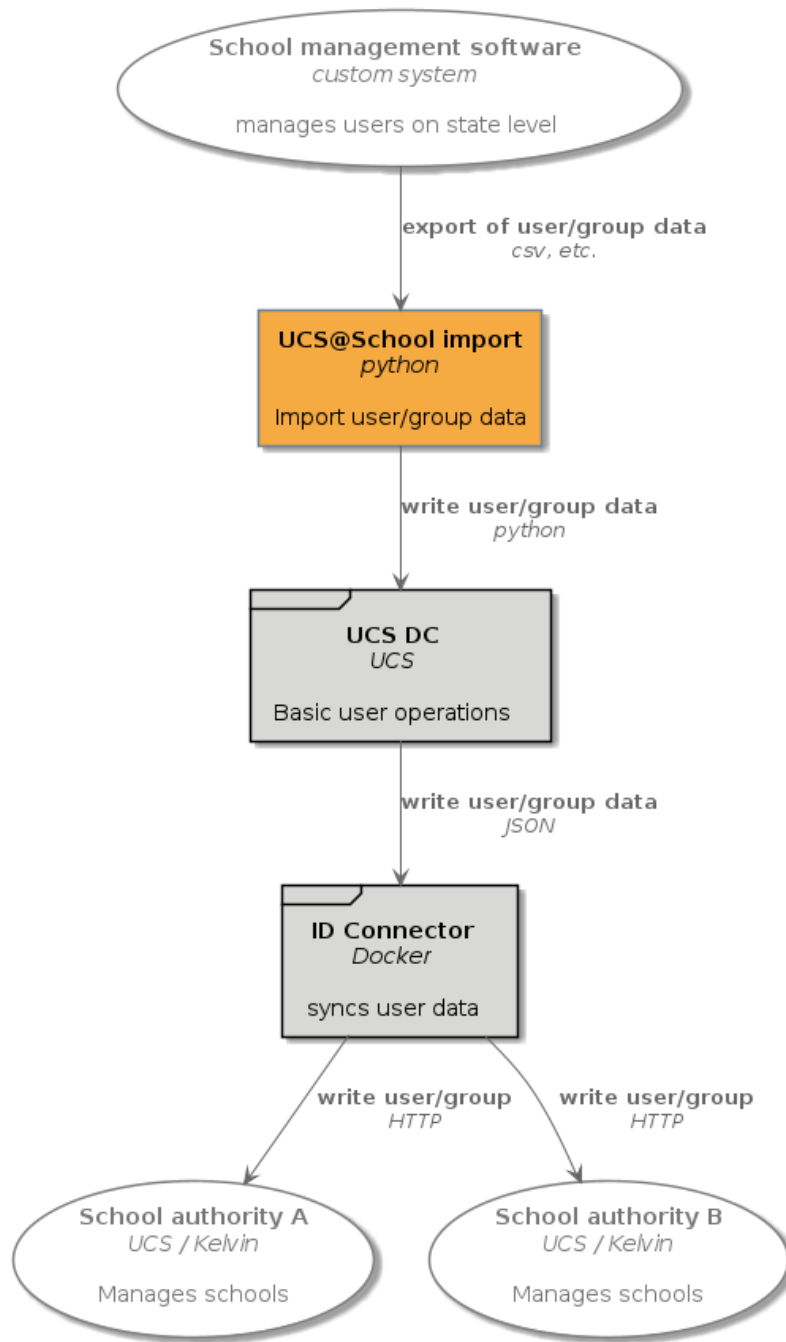 School management software
custom system
manages users on state level
export of user/group data
csv, etc.
UCS@School import
python
Import user/group data
write user/group data
python
UCS DC
UCS
Basic user operations
write user/group data
JSON
ID Connector
Docker
syncs user data
write user/group
HTTP
write user/group
HTTP
School authority A
UCS / Kelvin
Manages schools
School authority B
UCS / Kelvin
Manages schools